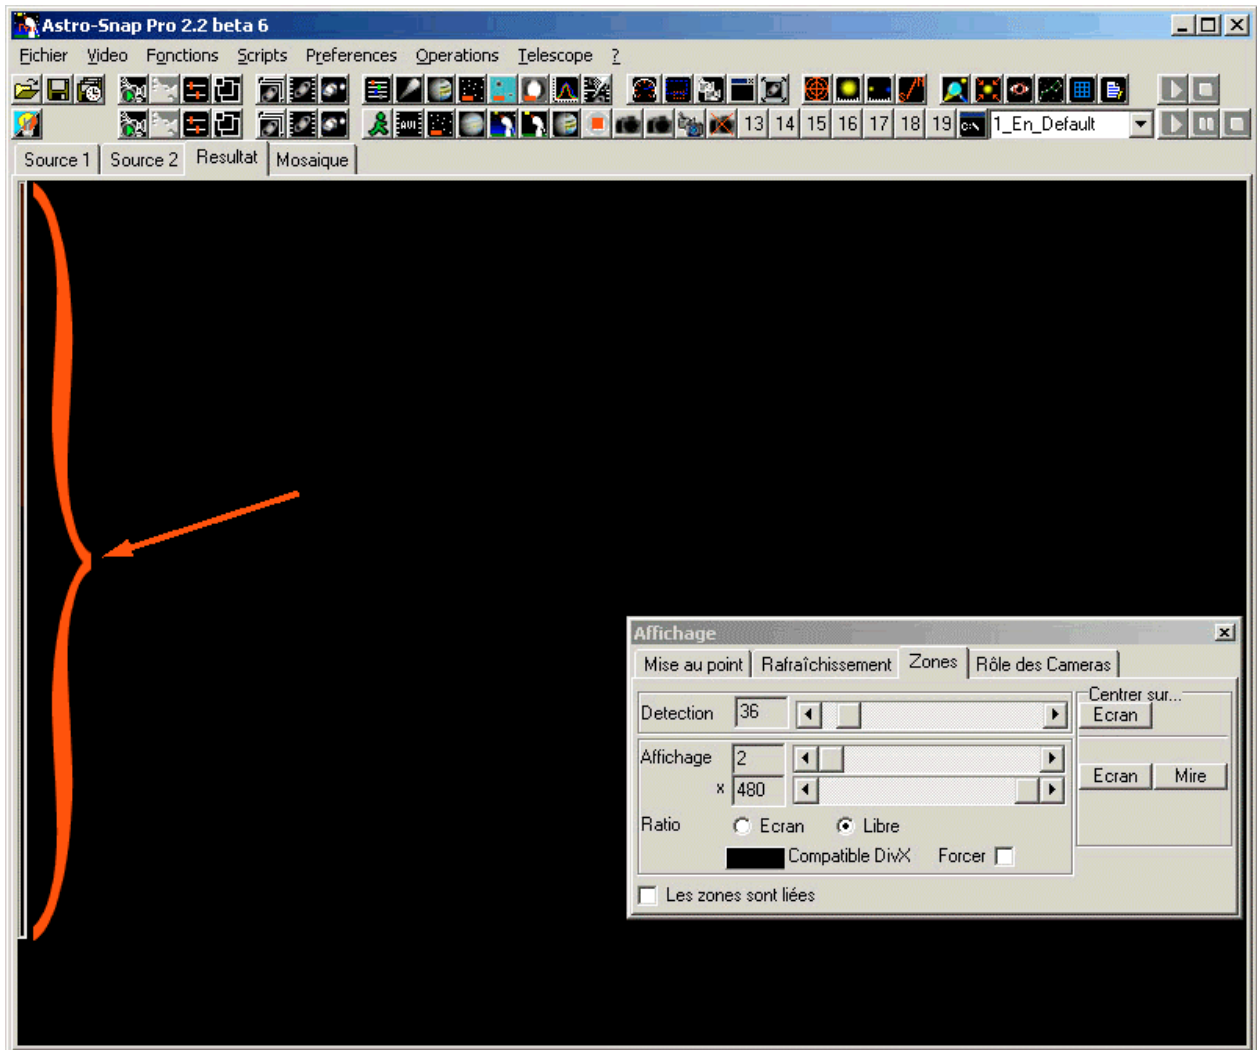 Astro-Snap Pro 2.2 beta 6
Fichier Video Fonctions Scripts Preferences Operations Telescope ?
AVI 13 14 15 16 17 18 19 C:\ 1_En_Default
Source 1 Source 2 Resultat Mosaique
Affichage
Mise au point Rafraîchissement Zones Rôle des Cameras
Centrer sur...
Detection 36 Ecran
Affichage 2
x 480 Ecran Mire
Ratio Ecran Libre
Compatible DivX Forcer
Les zones sont liées